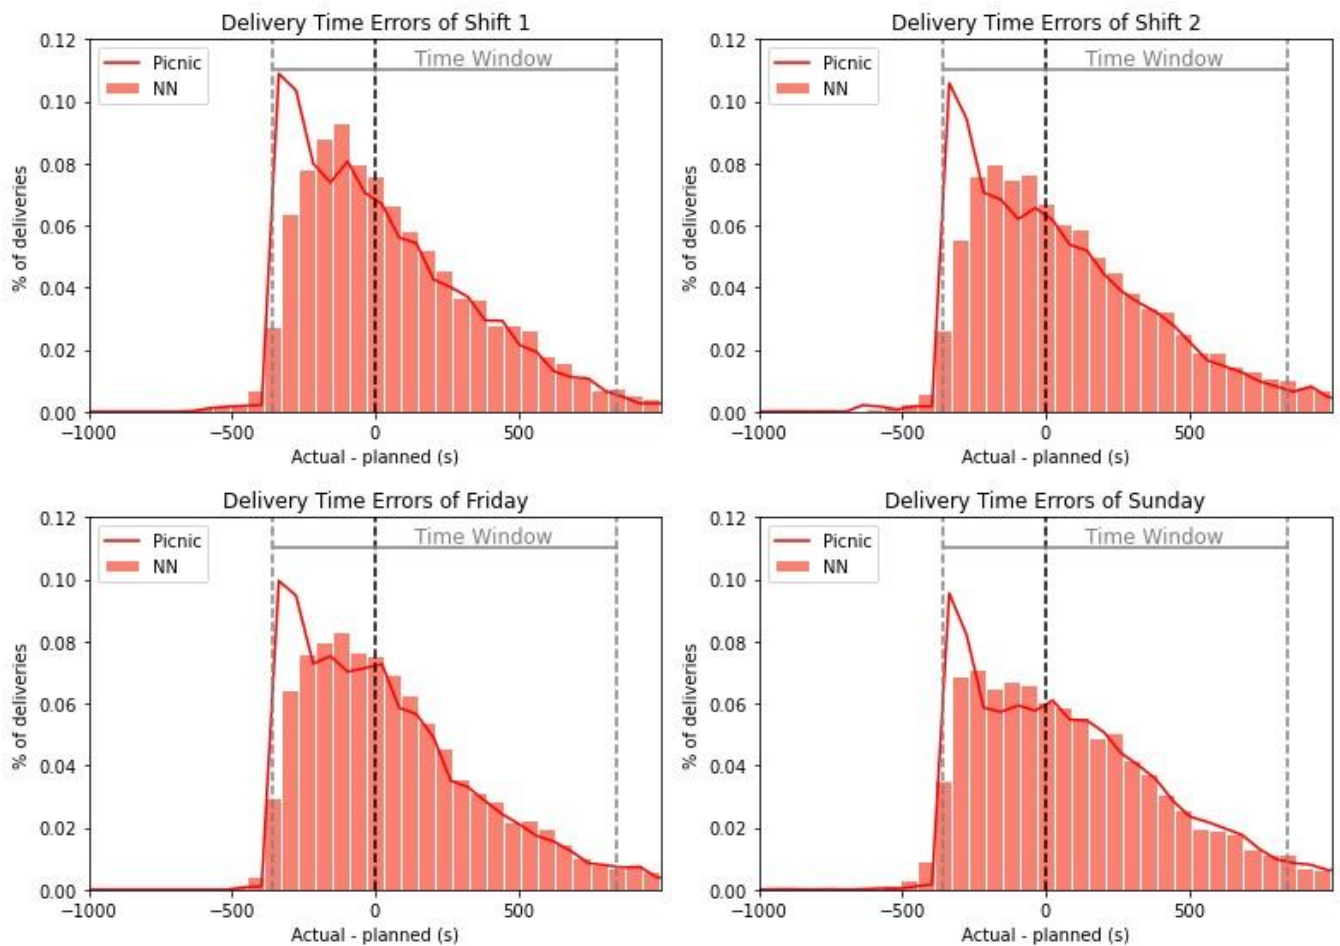 Delivery Time Errors of Shift 1
0.12
0.10
0.08
0.06
0.04
0.02
0.00
% of deliveries
Picnic
NN
Time Window
−1000
−500
0
500
Actual - planned (s)
Delivery Time Errors of Shift 2
0.12
0.10
0.08
0.06
0.04
0.02
0.00
% of deliveries
Picnic
NN
Time Window
−1000
−500
0
500
Actual - planned (s)
Delivery Time Errors of Friday
0.12
0.10
0.08
0.06
0.04
0.02
0.00
% of deliveries
Picnic
NN
Time Window
−1000
−500
0
500
Actual - planned (s)
Delivery Time Errors of Sunday
0.12
0.10
0.08
0.06
0.04
0.02
0.00
% of deliveries
Picnic
NN
Time Window
−1000
−500
0
500
Actual - planned (s)